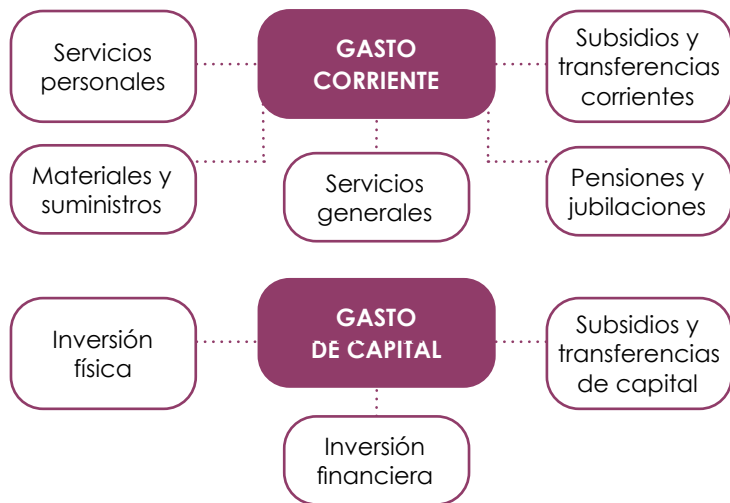 Servicios
personales
GASTO
CORRIENTE
Subsidios y
transferencias
corrientes
Materiales y
suministros
Servicios
generales
Pensiones y
jubilaciones
Inversión
física
GASTO
DE CAPITAL
Subsidios y
transferencias
de capital
Inversión
financiera